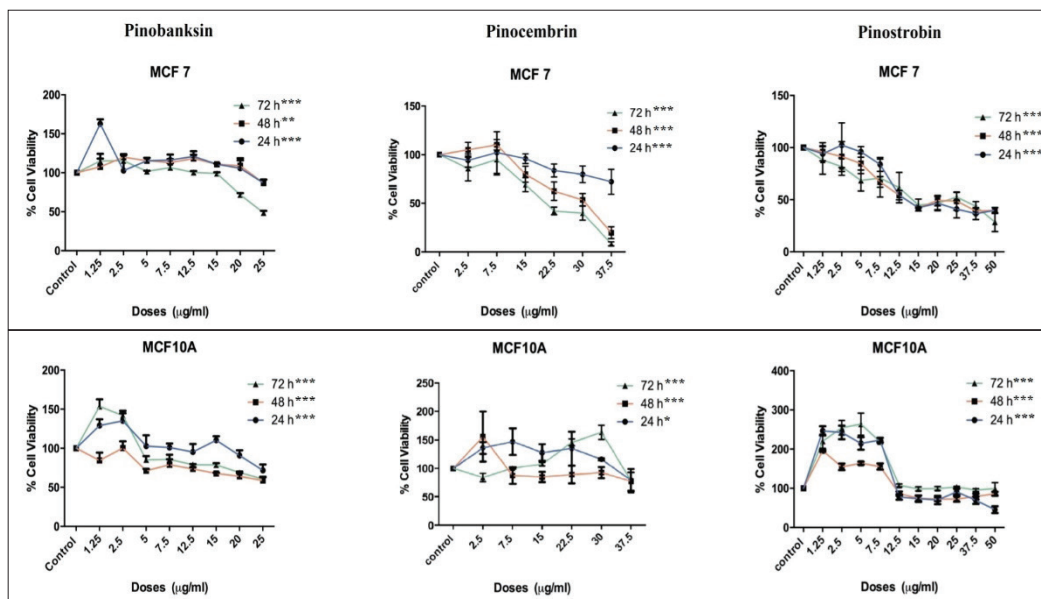 Pinobanksin
Pinocembrin
Pinostrobin
MCF 7
% Cell Viability
200
150
100
50
0
72 h***
48 h**
24 h***
Control
1.25
2.5
5
7.5
12.5
15
20
25
Doses (μg/ml)
MCF 7
% Cell Viability
150
100
50
0
72 h***
48 h***
24 h***
control
2.5
7.5
15
22.5
30
37.5
Doses (μg/ml)
MCF 7
% Cell Viability
150
100
50
0
72 h***
48 h***
24 h***
control
1.25
2.5
5
7.5
12.5
15
20
25
37.5
50
Doses (μg/ml)
MCF10A
% Cell Viability
200
150
100
50
0
72 h***
48 h***
24 h***
Control
1.25
2.5
5
7.5
12.5
15
20
25
Doses (μg/ml)
MCF10A
% Cell Viability
250
200
150
100
50
0
72 h***
48 h***
24 h*
control
2.5
7.5
15
22.5
30
37.5
Doses (μg/ml)
MCF10A
% Cell Viability
400
300
200
100
0
72 h***
48 h***
24 h***
control
1.25
2.5
5
7.5
12.5
15
20
25
37.5
50
Doses (μg/ml)